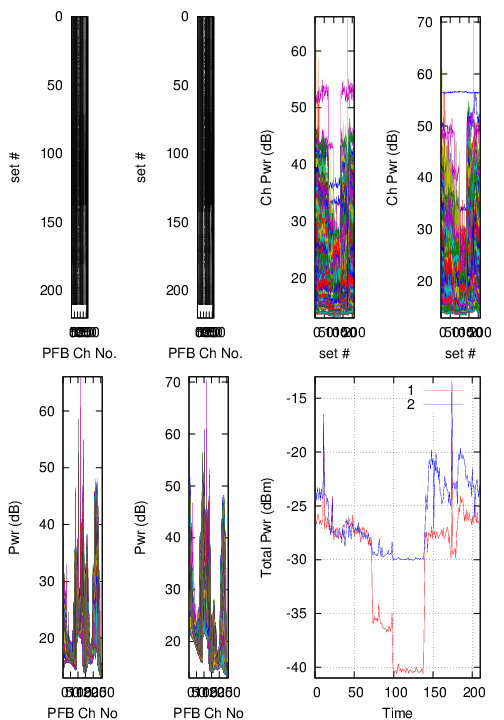 0
50
100
150
200
set #
PFB Ch No.
0
50
100
150
200
set #
PFB Ch No.
60
50
40
30
20
Ch Pwr (dB)
set #
70
60
50
40
30
20
Ch Pwr (dB)
set #
60
50
40
30
20
Pwr (dB)
PFB Ch No
70
60
50
40
30
20
Pwr (dB)
PFB Ch No
1
2
-15
-20
-25
-30
-35
-40
Total Pwr (dBm)
0 50 100 150 200
Time